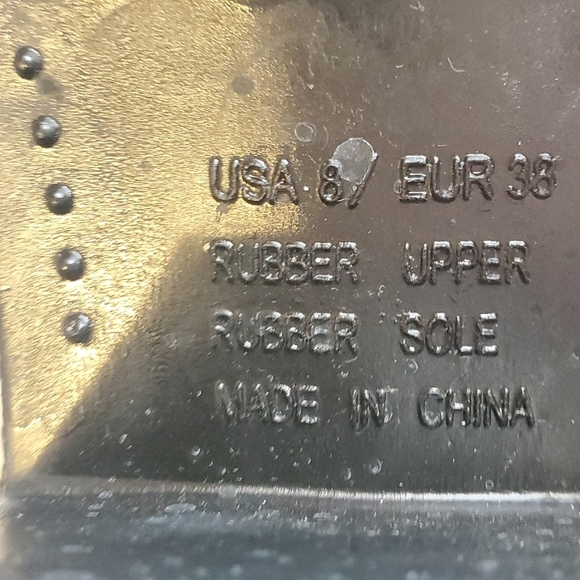 USA 8/ EUR 38
RUBBER UPPER
RUBBER SOLE
MADE IN CHINA